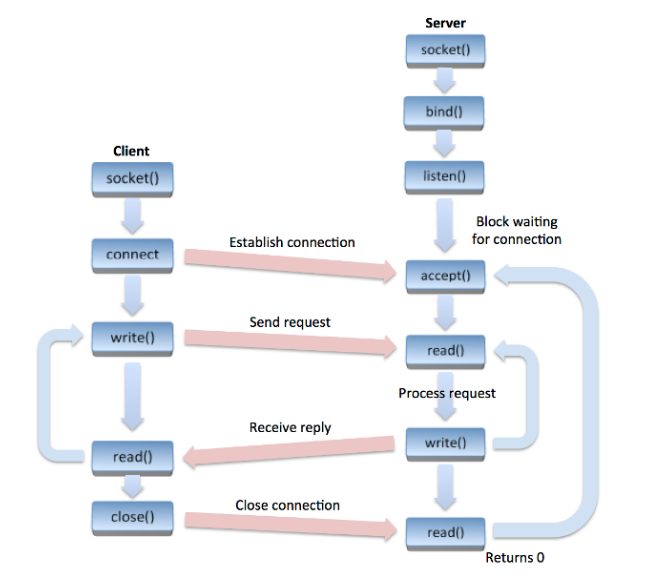 Server
socket()
bind()
Client
listen()
socket()
Block waiting
for connection
Establish connection
connect
accept()
Send request
write()
read()
Process request
Receive reply
write()
read()
Close connection
close()
read()
Returns 0